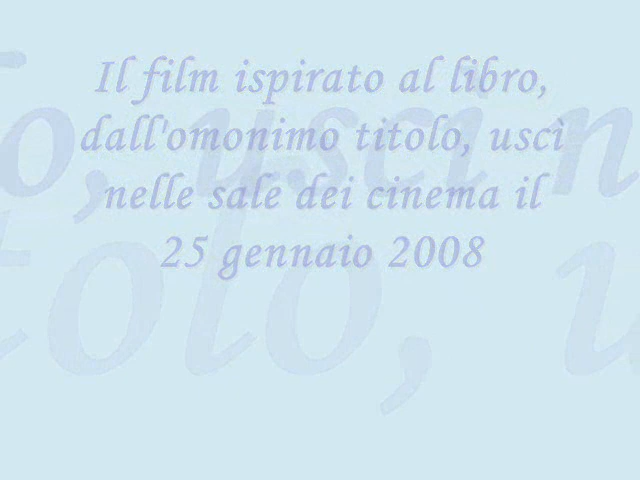 Il film ispirato al libro,
dall'omonimo titolo, uscì
nelle sale dei cinema il
25 gennaio 2008